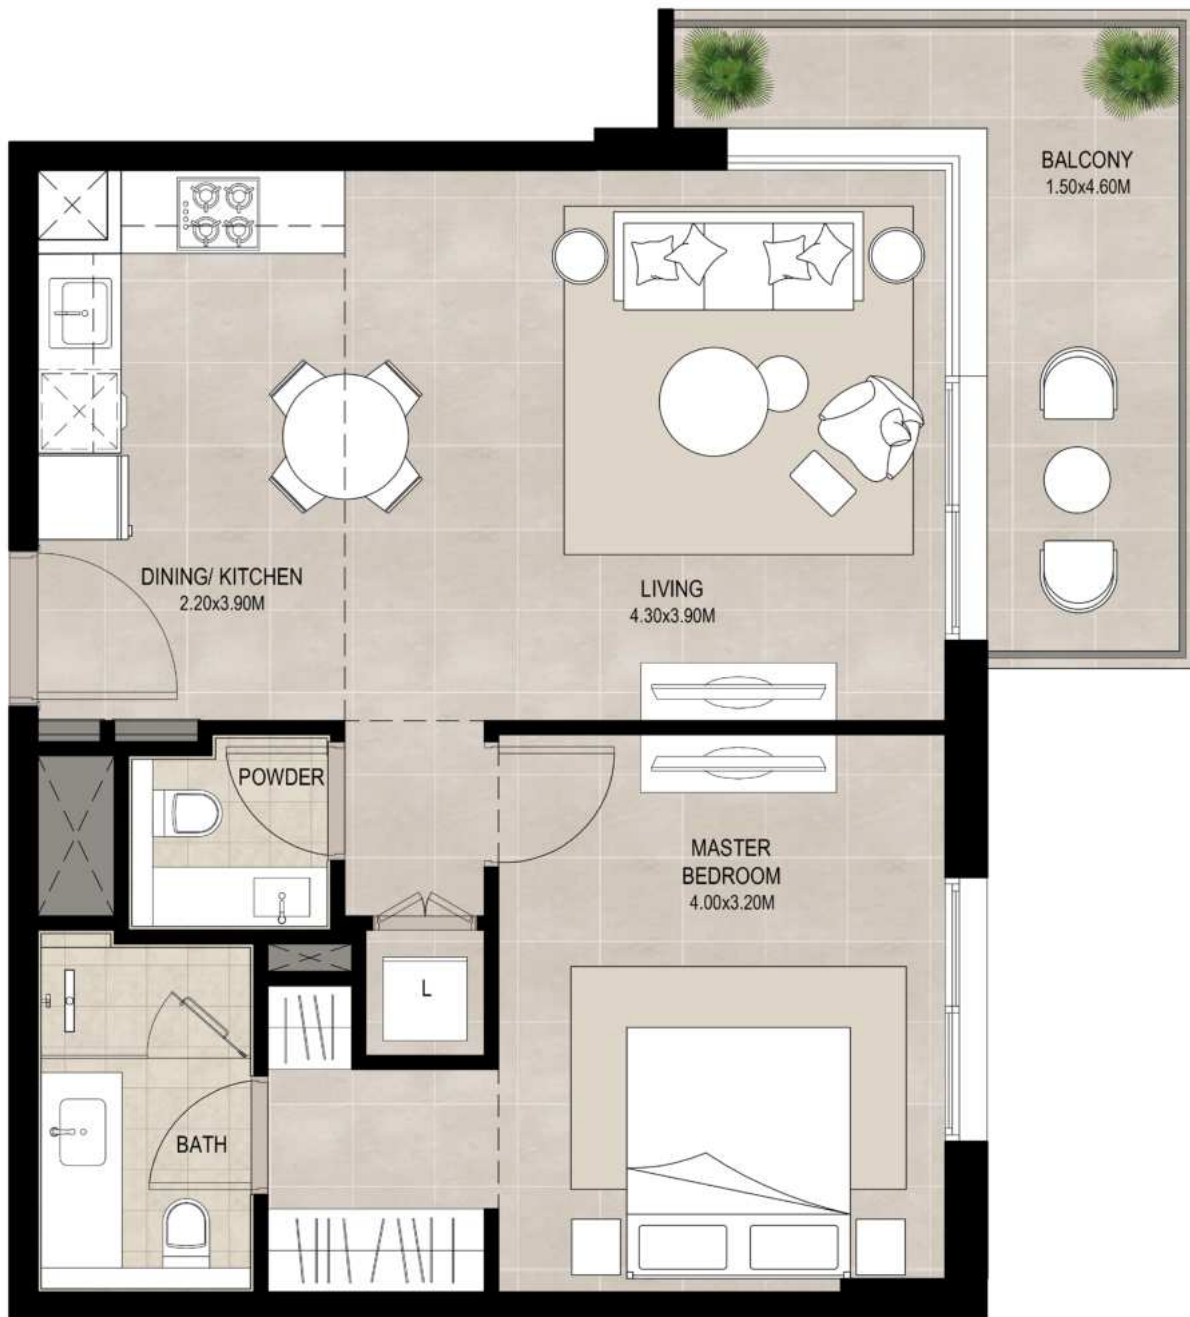 BALCONY
1.50x4.60M
DINING/ KITCHEN
2.20x3.90M
LIVING
4.30x3.90M
POWDER
MASTER
BEDROOM
4.00x3.20M
L
BATH